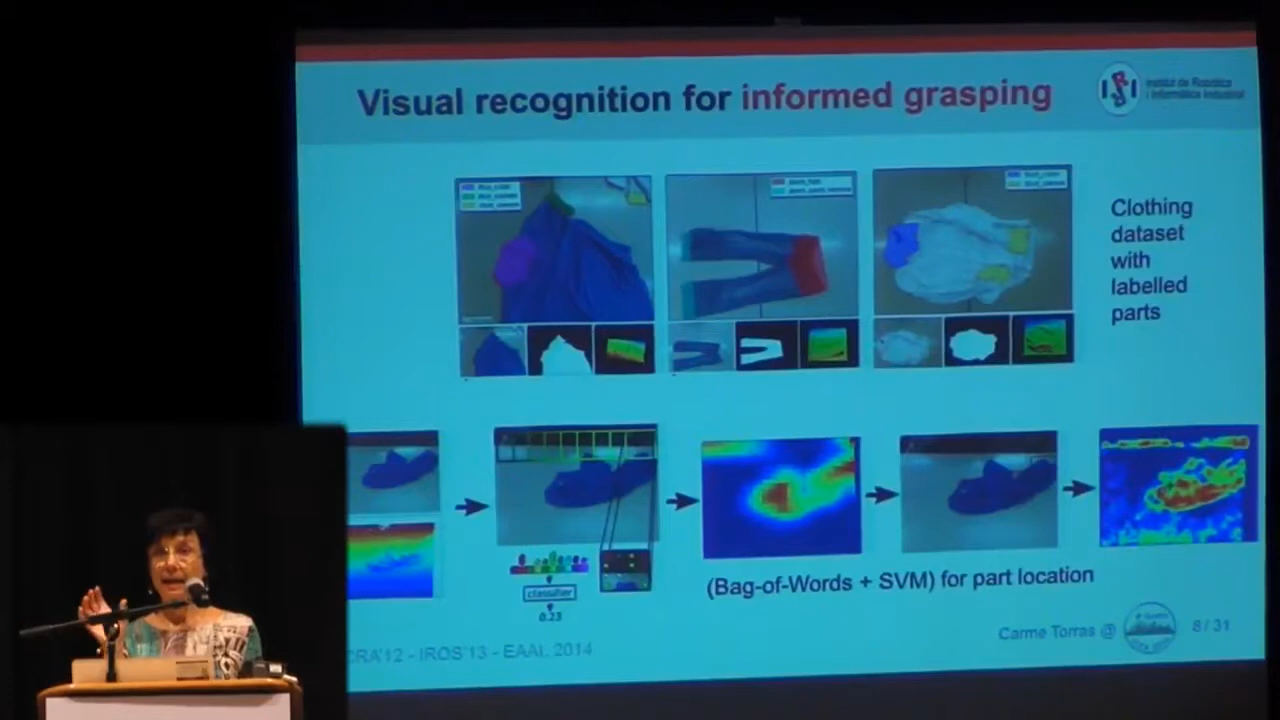 Visual recognition for informed grasping
Institut de Robòtica
i Informàtica Industrial
Clothing
dataset
with
labelled
parts
classifier
0.23
(Bag-of-Words + SVM) for part location
CRA'12 - IROS'13 - EAAI, 2014
Carme Torras @
8 / 31